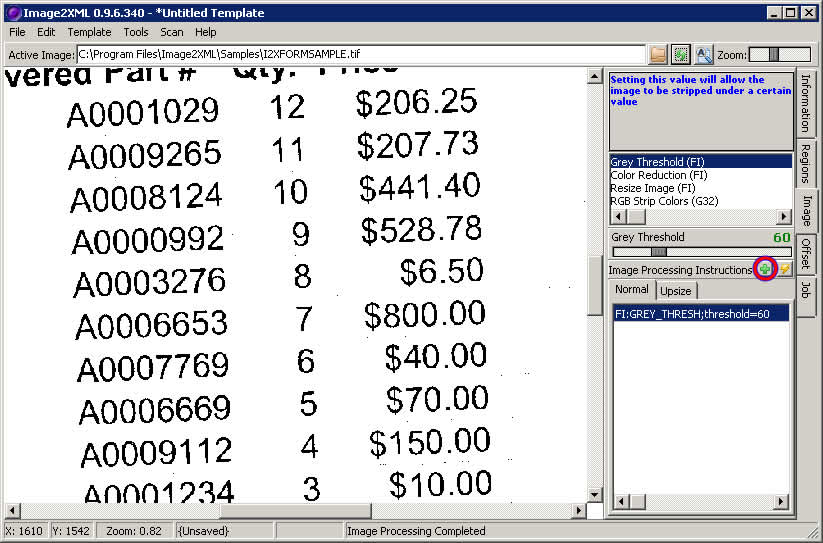 Image2XML 0.9.6.340 - *Untitled Template
File Edit Template Tools Scan Help
Active Image: C:\Program Files\Image2XML\Samples\I2XFORMSAMPLE.tif Zoom:
vered Part # Qty. Price
A0001029 12 $206.25
A0009265 11 $207.73
A0008124 10 $441.40
A0000992 9 $528.78
A0003276 8 $6.50
A0006653 7 $800.00
A0007769 6 $40.00
A0006669 5 $70.00
A0009112 4 $150.00
A0001234 3 $10.00
Setting this value will allow the
image to be stripped under a certain
value
Grey Threshold (FI)
Color Reduction (FI)
Resize Image (FI)
RGB Strip Colors (G32)
Grey Threshold 60
Image Processing Instructions
Normal Upsize
FI:GREY_THRESH;threshold=60
Information
Regions
Image
Offset
Job
X: 1610 Y: 1542 Zoom: 0.82 {Unsaved} Image Processing Completed